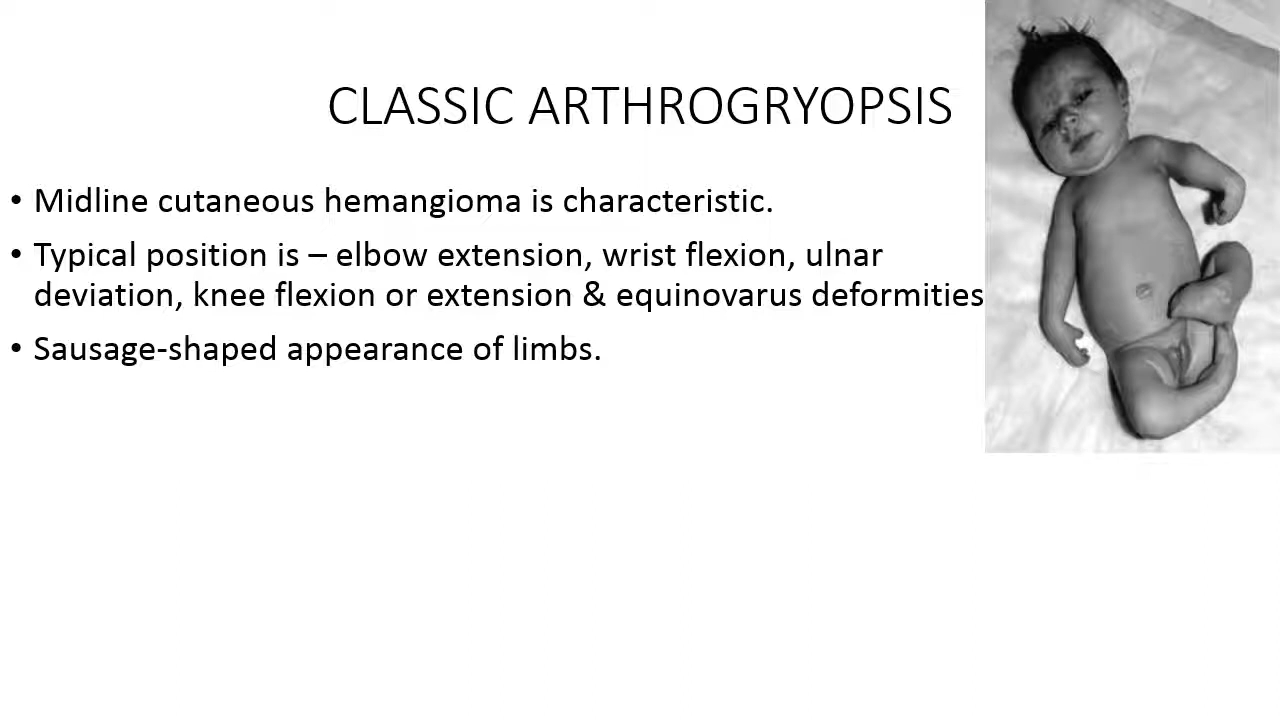 CLASSIC ARTHROGRYOPSIS
• Midline cutaneous hemangioma is characteristic.
• Typical position is – elbow extension, wrist flexion, ulnar
deviation, knee flexion or extension & equinovarus deformities
• Sausage-shaped appearance of limbs.